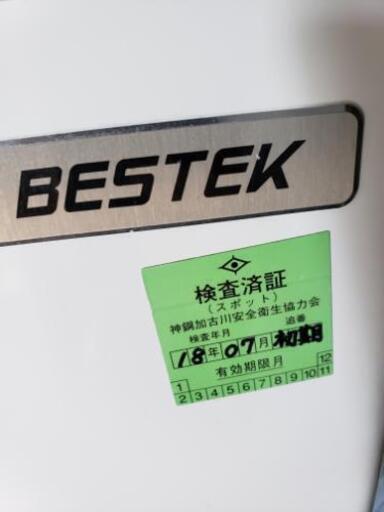 BESTEK
検査済証
(スポット)
神鋼加古川安全衛生協力会
検査年月 追番
18年07月 初期
有効期限月
1 12
2 3 4 5 6 7 8 9 10 11